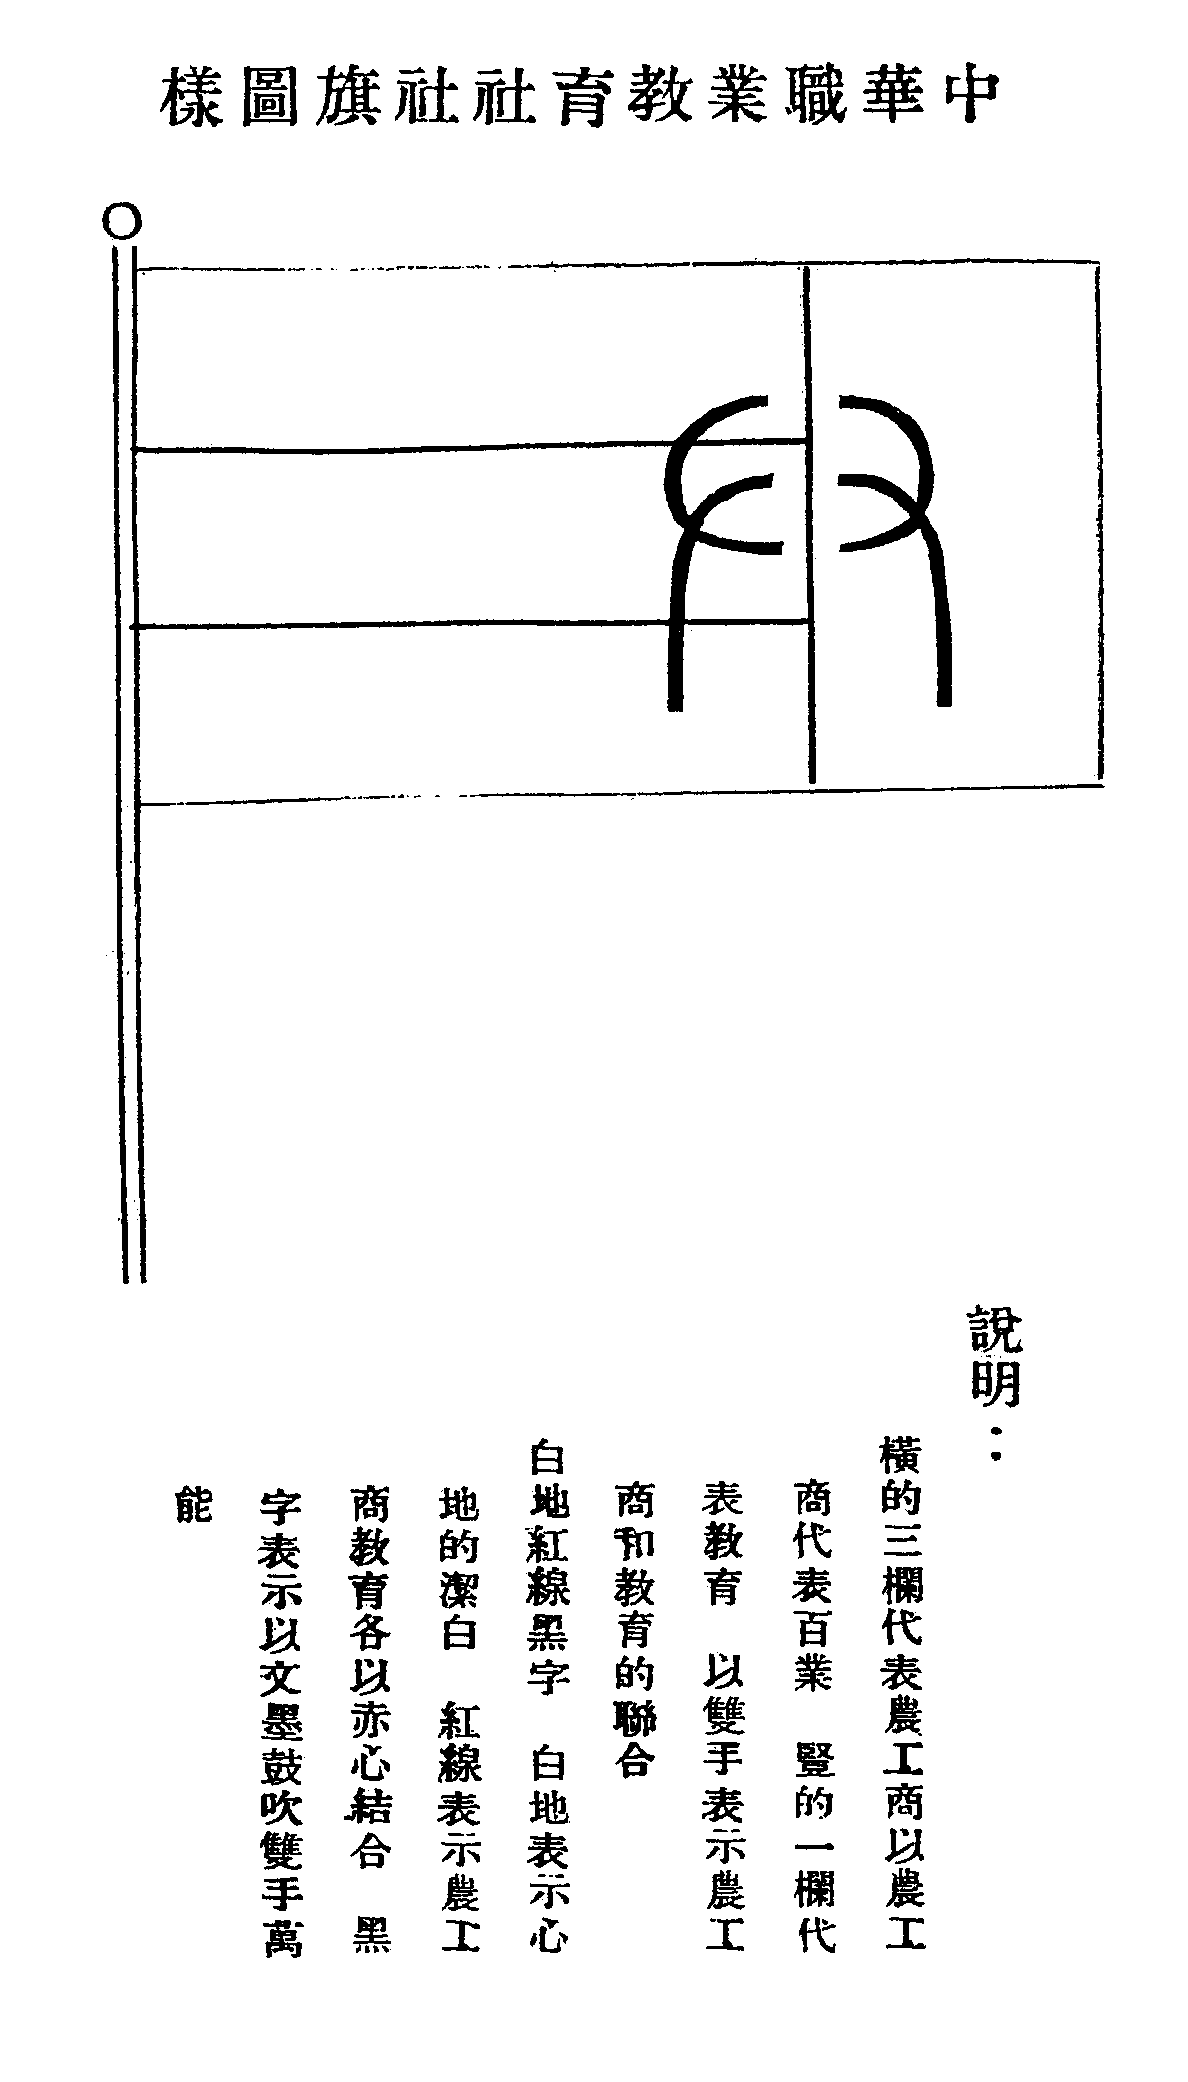 中華職業教育社社旗圖樣
說明：
橫的三欄代表農工商以農工
商代表百業　豎的一欄代
表教育　以雙手表示農工
商和教育的聯合
白地紅線黑字　白地表示心
地的潔白　紅線表示農工
商教育各以赤心結合　黑
字表示以文墨鼓吹雙手萬
能